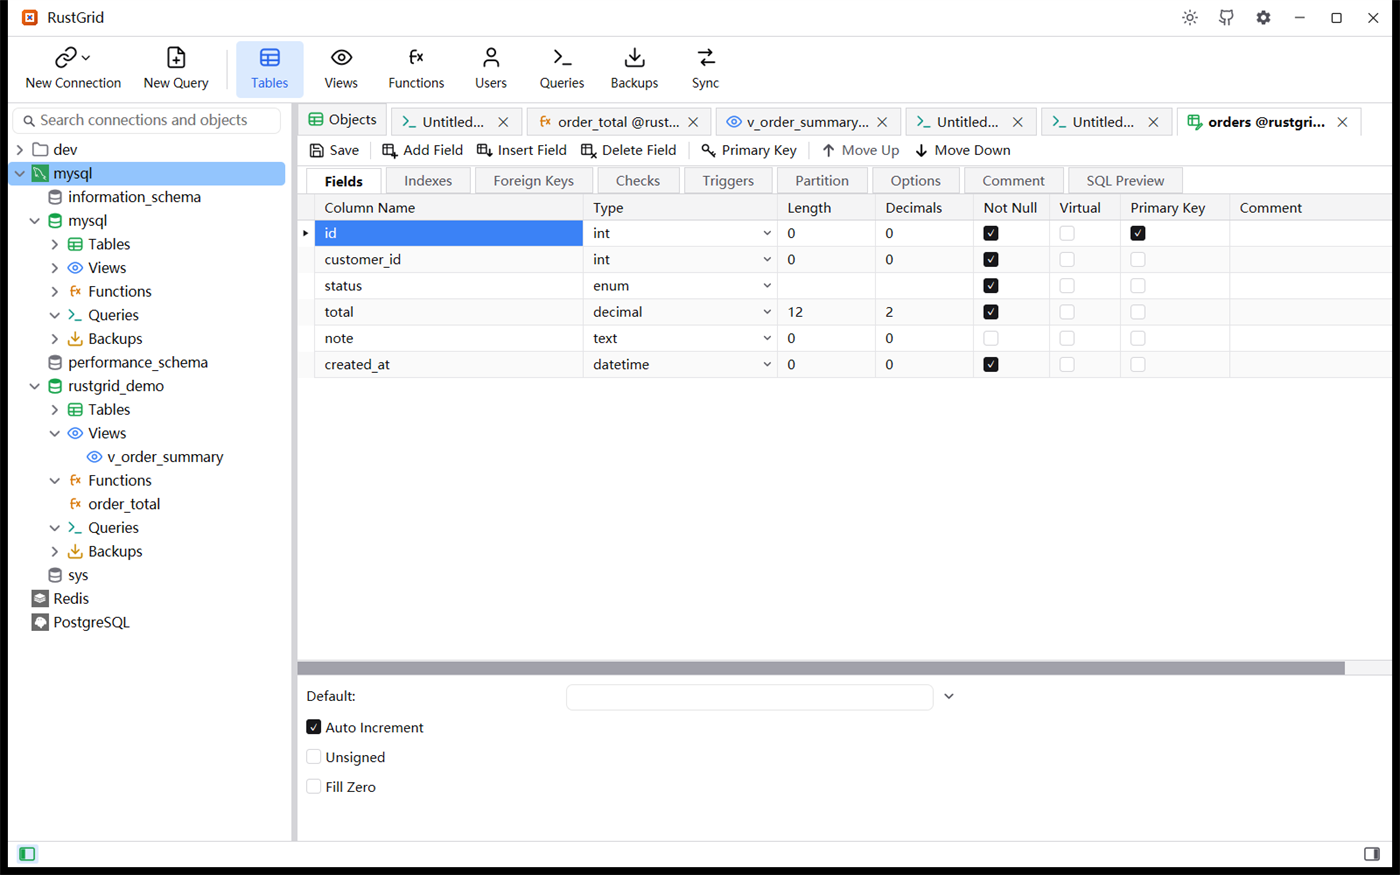 RustGrid
New Connection New Query Tables Views Functions Users Queries Backups Sync
Search connections and objects
dev
mysql
information_schema
mysql
Tables
Views
Functions
Queries
Backups
performance_schema
rustgrid_demo
Tables
Views
v_order_summary
Functions
order_total
Queries
Backups
sys
Redis
PostgreSQL
Objects Untitled... order_total @rust... v_order_summary... Untitled... Untitled... orders @rustgri...
Save Add Field Insert Field Delete Field Primary Key Move Up Move Down
Fields Indexes Foreign Keys Checks Triggers Partition Options Comment SQL Preview
Column Name Type Length Decimals Not Null Virtual Primary Key Comment
id int 0 0
customer_id int 0 0
status enum
total decimal 12 2
note text 0 0
created_at datetime 0 0
Default:
Auto Increment
Unsigned
Fill Zero